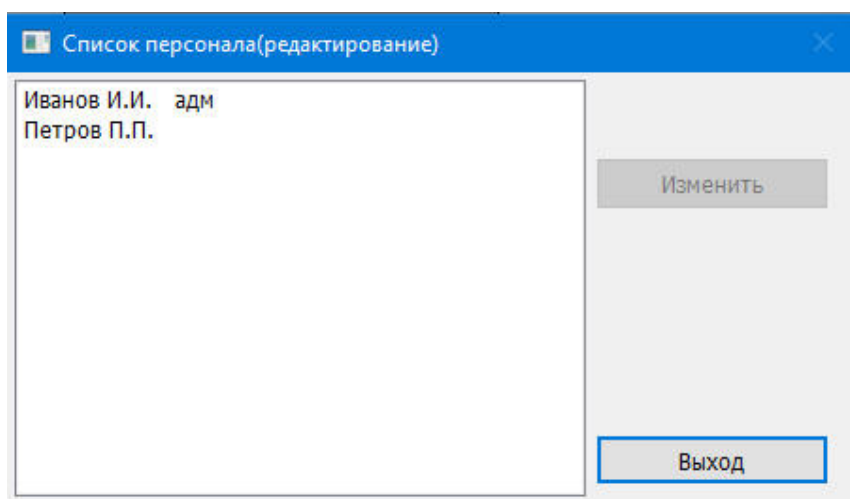 Список персонала(редактирование)
Иванов И.И. адм
Петров П.П.
Изменить
Выход